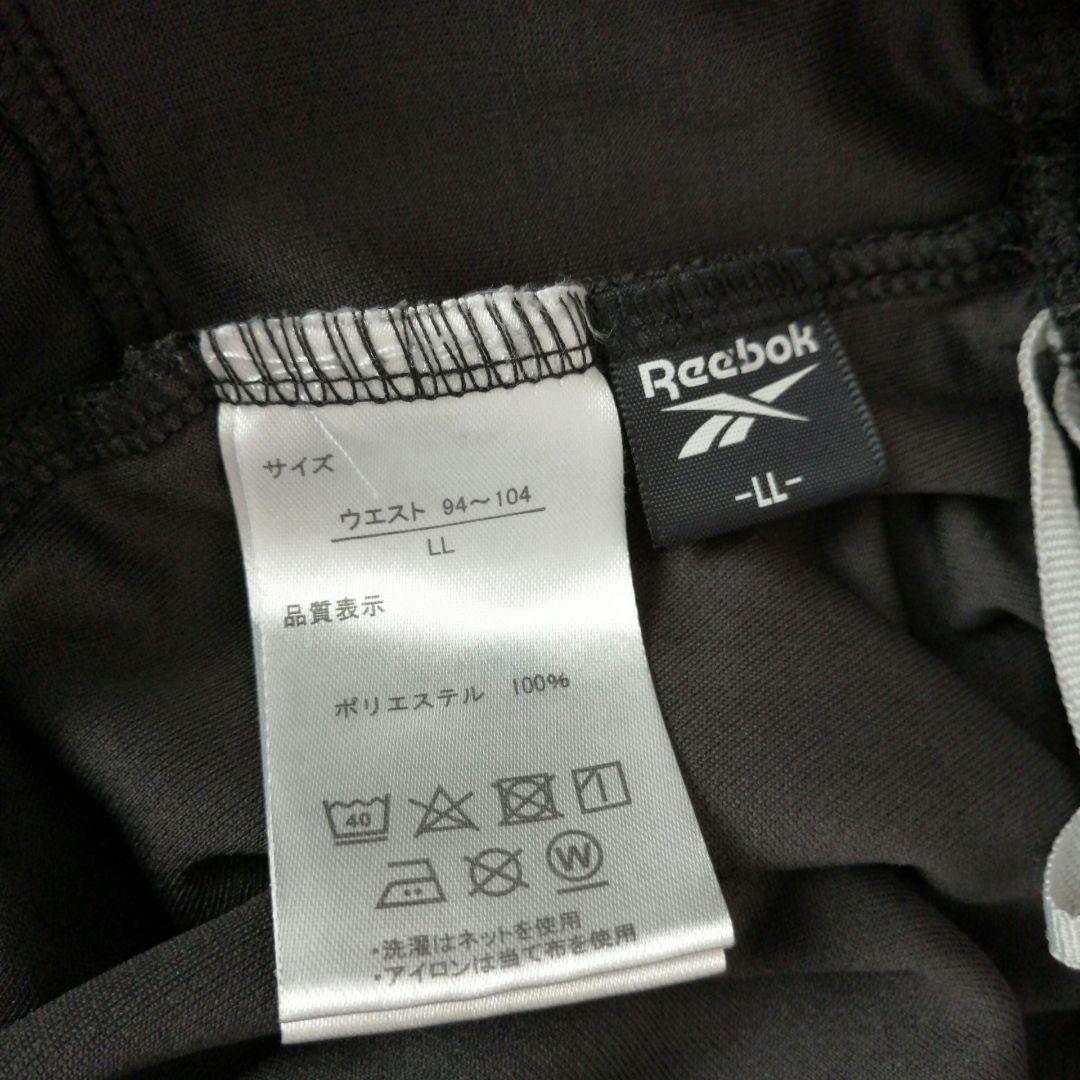 サイズ
ウエスト 94～104
LL
品質表示
ポリエステル 100%
40
W
・洗濯はネットを使用
・アイロンは当て布を使用
Reebok
-LL-